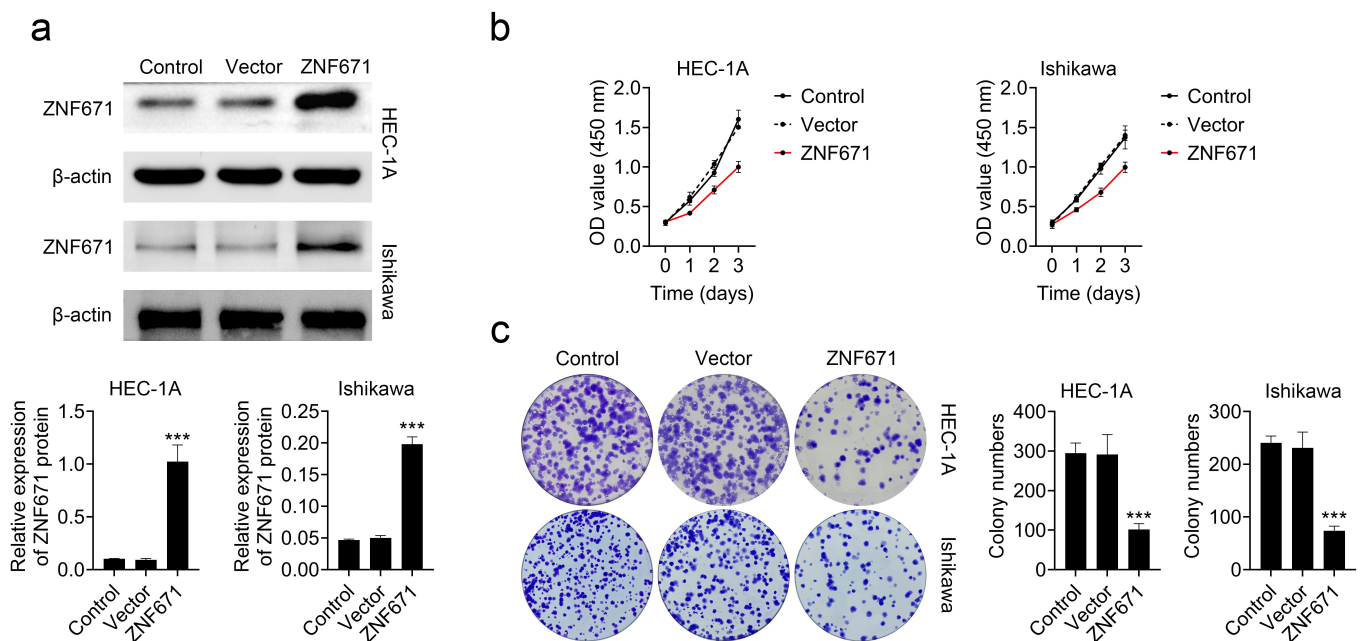 a
Control Vector ZNF671
ZNF671
β-actin
HEC-1A
ZNF671
β-actin
Ishikawa
HEC-1A
Relative expression
of ZNF671 protein
1.5
1.0
0.5
0.0
***
Control
Vector
ZNF671
Ishikawa
Relative expression
of ZNF671 protein
0.25
0.20
0.15
0.10
0.05
0.00
***
Control
Vector
ZNF671
b
HEC-1A
OD value (450 nm)
2.0
1.5
1.0
0.5
0.0
0 1 2 3
Time (days)
Control
Vector
ZNF671
Ishikawa
OD value (450 nm)
2.0
1.5
1.0
0.5
0.0
0 1 2 3
Time (days)
Control
Vector
ZNF671
c
Control Vector ZNF671
HEC-1A
Ishikawa
HEC-1A
Colony numbers
400
300
200
100
0
***
Control
Vector
ZNF671
Ishikawa
Colony numbers
300
200
100
0
***
Control
Vector
ZNF671